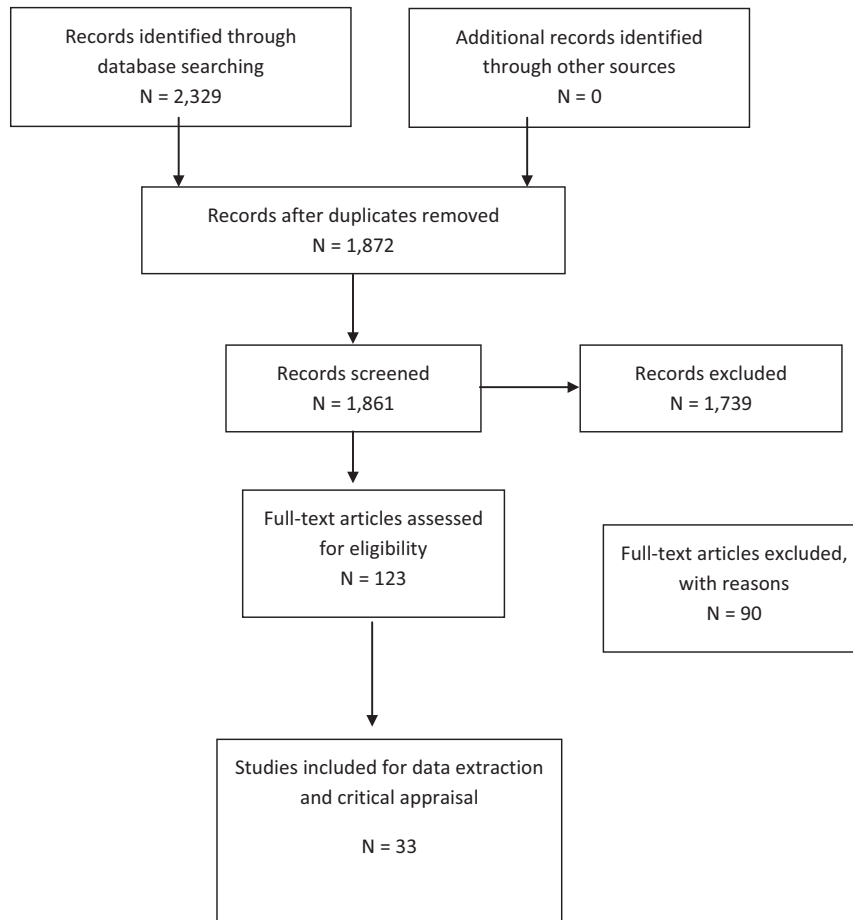 Records identified through
database searching
N = 2,329
Additional records identified
through other sources
N = 0
Records after duplicates removed
N = 1,872
Records screened
N = 1,861
Records excluded
N = 1,739
Full-text articles assessed
for eligibility
N = 123
Full-text articles excluded,
with reasons
N = 90
Studies included for data extraction
and critical appraisal
N = 33